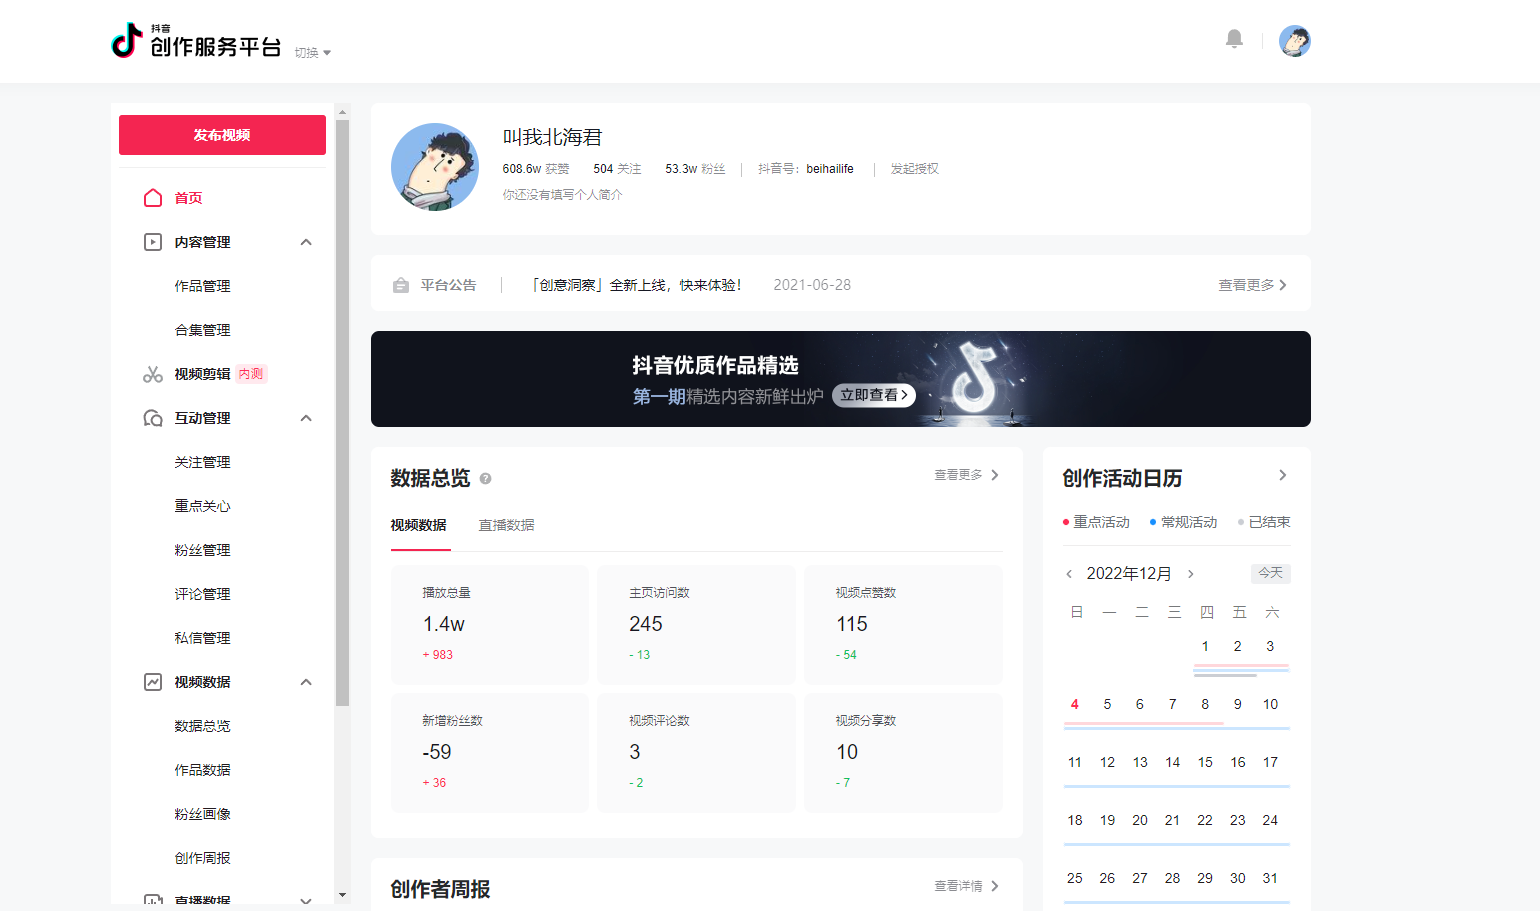 抖音
创作服务平台 切换
发布视频
首页
内容管理
作品管理
合集管理
视频剪辑 内测
互动管理
关注管理
重点关心
粉丝管理
评论管理
私信管理
视频数据
数据总览
作品数据
粉丝画像
创作周报
直播数据
叫我北海君
608.6w 获赞 504 关注 53.3w 粉丝 抖音号：beihailife 发起授权
你还没有填写个人简介
平台公告 「创意洞察」全新上线，快来体验！ 2021-06-28 查看更多
抖音优质作品精选
第一期精选内容新鲜出炉 立即查看
数据总览 ? 查看更多
视频数据 直播数据
播放总量 主页访问数 视频点赞数
1.4w 245 115
+ 983 - 13 - 54
新增粉丝数 视频评论数 视频分享数
-59 3 10
+ 36 - 2 - 7
创作者周报 查看详情
创作活动日历
重点活动 常规活动 已结束
2022年12月 今天
日 一 二 三 四 五 六
1 2 3
4 5 6 7 8 9 10
11 12 13 14 15 16 17
18 19 20 21 22 23 24
25 26 27 28 29 30 31